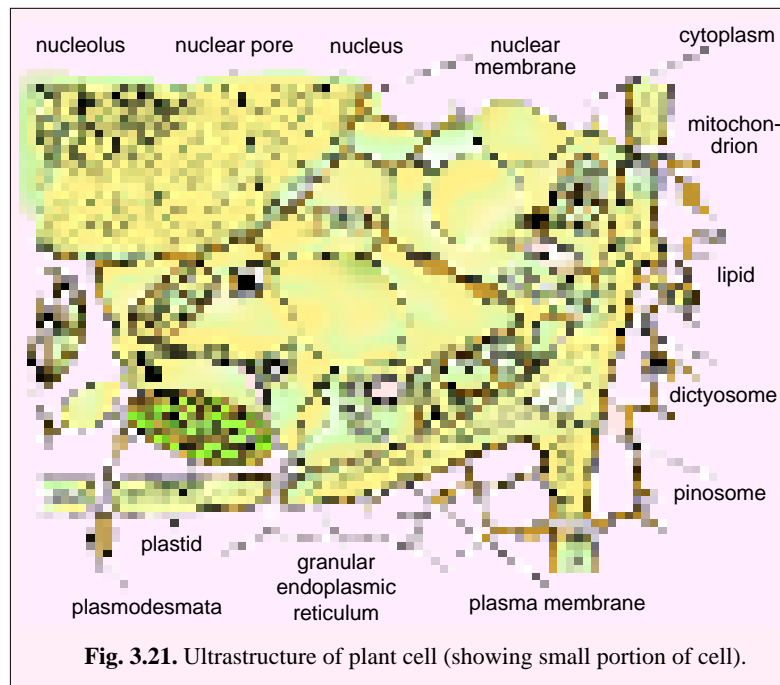 nucleolus nuclear pore nucleus nuclear cytoplasm
membrane
mitochon-
drion
lipid
dictyosome
pinosome
plastid
granular
endoplasmic
reticulum
plasmodesmata
plasma membrane
Fig. 3.21. Ultrastructure of plant cell (showing small portion of cell).